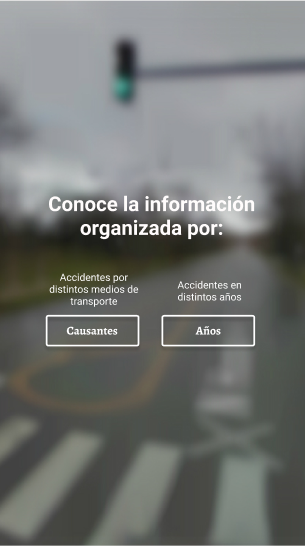 Conoce la información
organizada por:
Accidentes por
distintos medios de
transporte
Causantes
Accidentes en
distintos años
Años